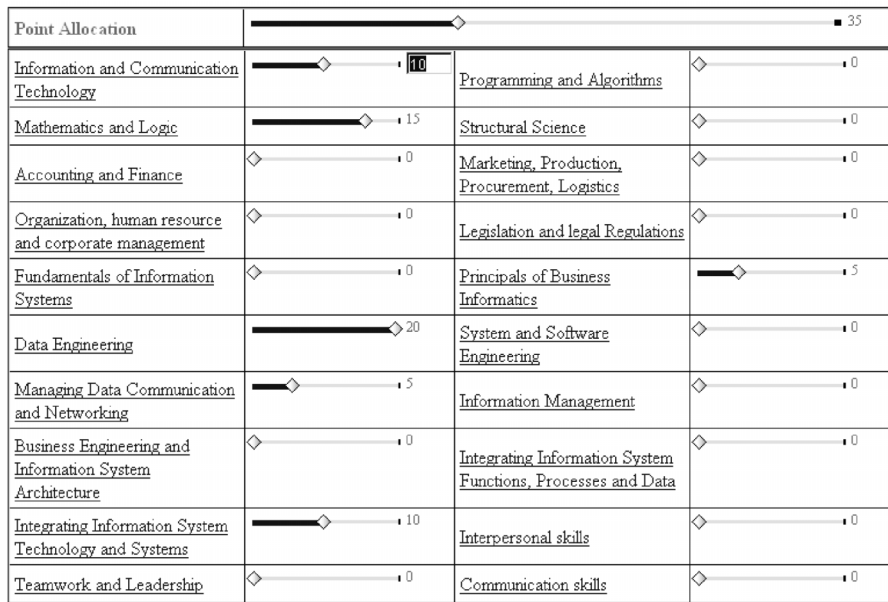 Point Allocation
35
Information and Communication
Technology
10
Programming and Algorithms
0
Mathematics and Logic
15
Structural Science
0
Accounting and Finance
0
Marketing, Production,
Procurement, Logistics
0
Organization, human resource
and corporate management
0
Legislation and legal Regulations
0
Fundamentals of Information
Systems
0
Principals of Business
Informatics
5
Data Engineering
20
System and Software
Engineering
0
Managing Data Communication
and Networking
5
Information Management
0
Business Engineering and
Information System
Architecture
0
Integrating Information System
Functions, Processes and Data
0
Integrating Information System
Technology and Systems
10
Interpersonal skills
0
Teamwork and Leadership
0
Communication skills
0